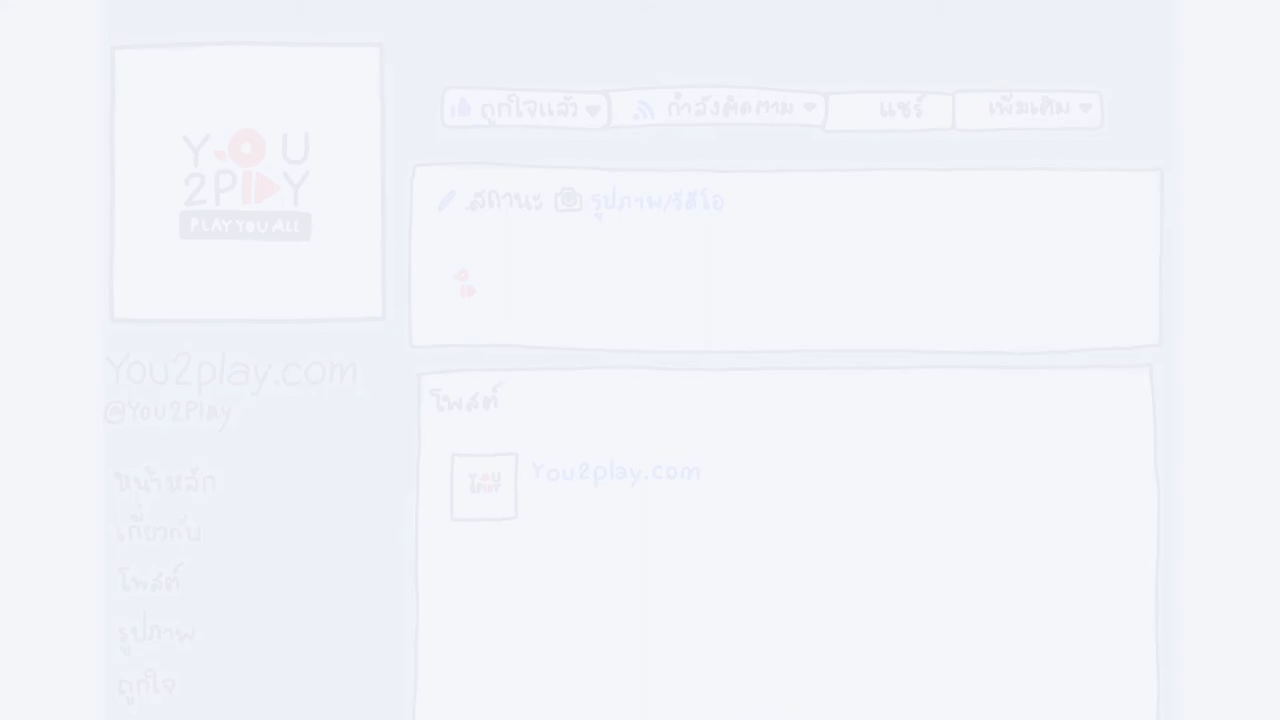 YOU
2PLAY
PLAY YOU ALL
You2play.com
@You2Play
หน้าหลัก
เกี่ยวกับ
โพสต์
รูปภาพ
ถูกใจ
ถูกใจแล้ว
กำลังติดตาม
แชร์
เพิ่มเติม
สถานะ รูปภาพ/วิดีโอ
โพสต์
YOU
2PLAY
You2play.com